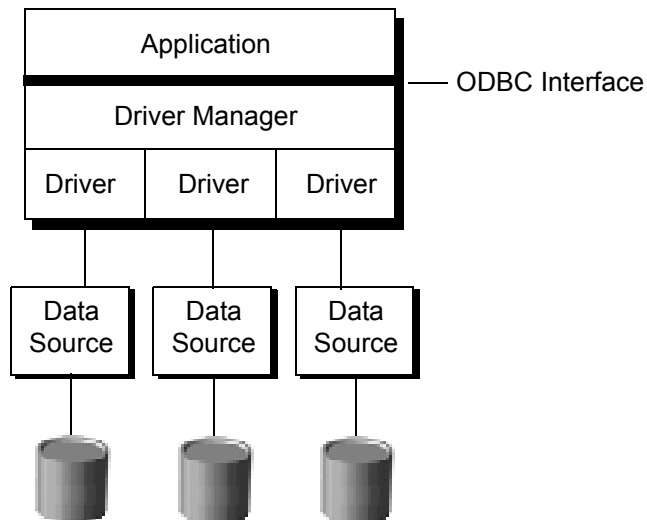 Application
ODBC Interface
Driver Manager
Driver Driver Driver
Data Source
Data Source
Data Source